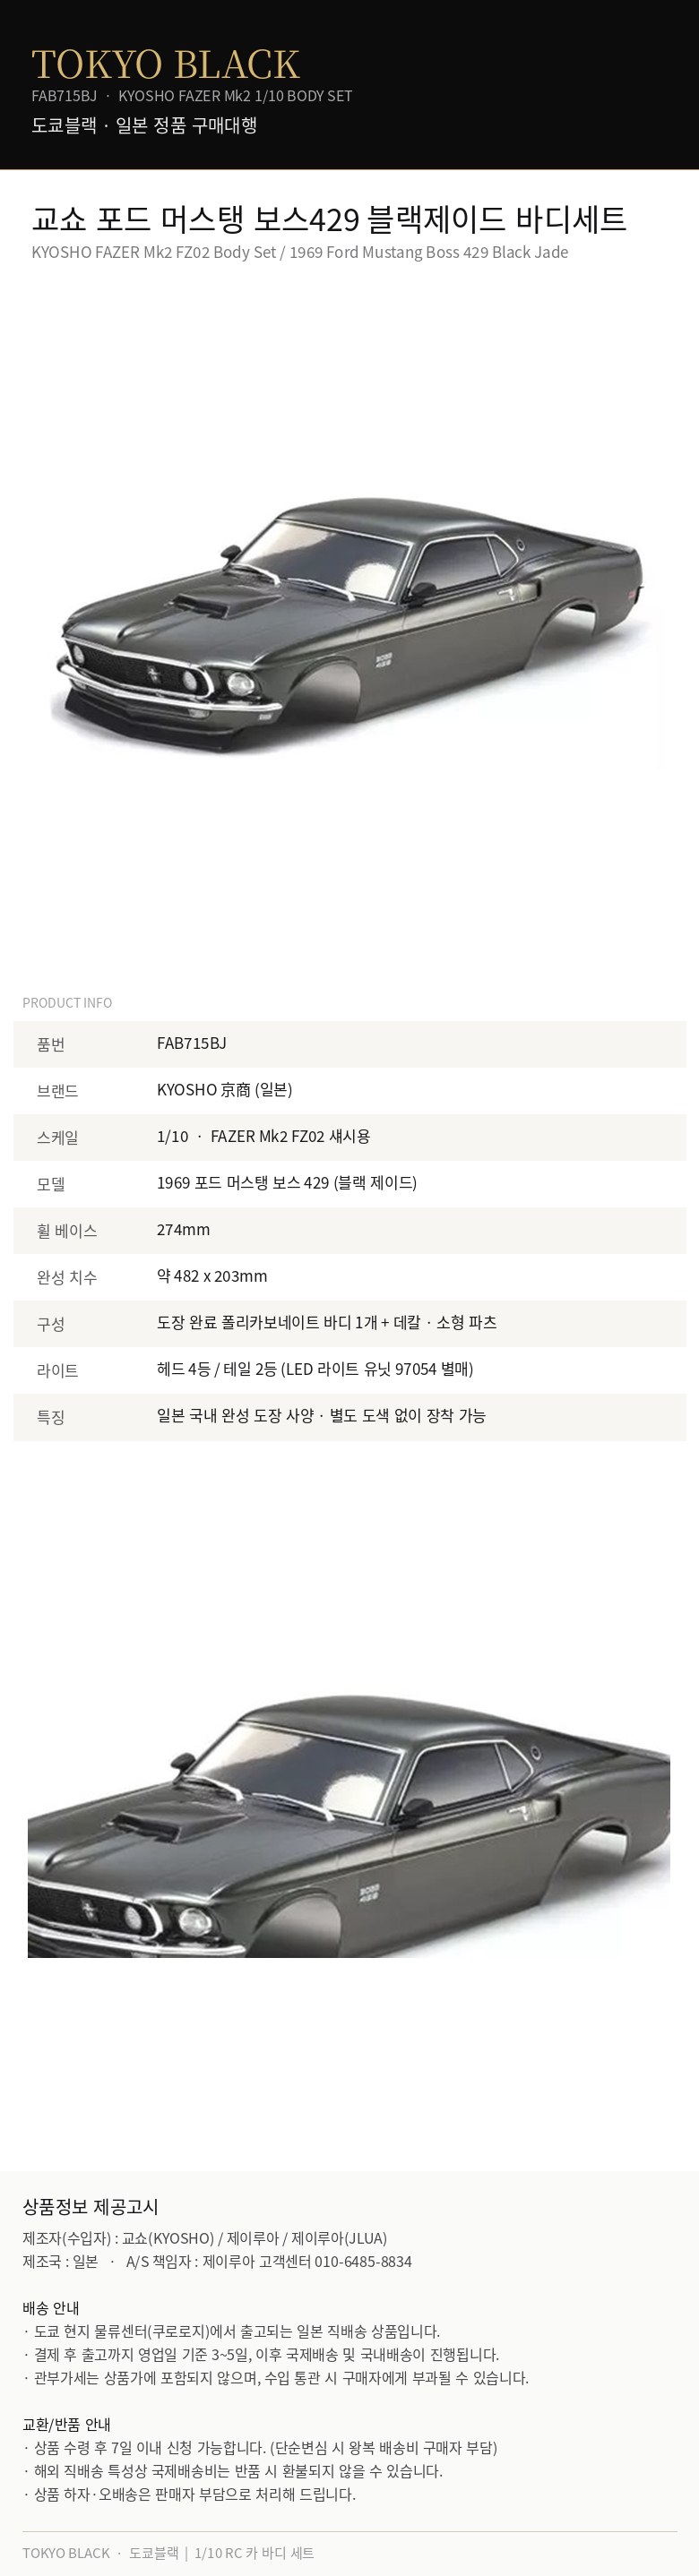 TOKYO BLACK
FAB715BJ · KYOSHO FAZER Mk2 1/10 BODY SET
도쿄블랙 · 일본 정품 구매대행
교쇼 포드 머스탱 보스429 블랙제이드 바디세트
KYOSHO FAZER Mk2 FZ02 Body Set / 1969 Ford Mustang Boss 429 Black Jade
PRODUCT INFO
품번 FAB715BJ
브랜드 KYOSHO 京商 (일본)
스케일 1/10 · FAZER Mk2 FZ02 섀시용
모델 1969 포드 머스탱 보스 429 (블랙 제이드)
휠 베이스 274mm
완성 치수 약 482 x 203mm
구성 도장 완료 폴리카보네이트 바디 1개 + 데칼 · 소형 파츠
라이트 헤드 4등 / 테일 2등 (LED 라이트 유닛 97054 별매)
특징 일본 국내 완성 도장 사양 · 별도 도색 없이 장착 가능
상품정보 제공고시
제조자(수입자) : 교쇼(KYOSHO) / 제이루아 / 제이루아(JLUA)
제조국 : 일본 · A/S 책임자 : 제이루아 고객센터 010-6485-8834
배송 안내
· 도쿄 현지 물류센터(쿠로로지)에서 출고되는 일본 직배송 상품입니다.
· 결제 후 출고까지 영업일 기준 3~5일, 이후 국제배송 및 국내배송이 진행됩니다.
· 관부가세는 상품가에 포함되지 않으며, 수입 통관 시 구매자에게 부과될 수 있습니다.
교환/반품 안내
· 상품 수령 후 7일 이내 신청 가능합니다. (단순변심 시 왕복 배송비 구매자 부담)
· 해외 직배송 특성상 국제배송비는 반품 시 환불되지 않을 수 있습니다.
· 상품 하자·오배송은 판매자 부담으로 처리해 드립니다.
TOKYO BLACK · 도쿄블랙 | 1/10 RC 카 바디 세트